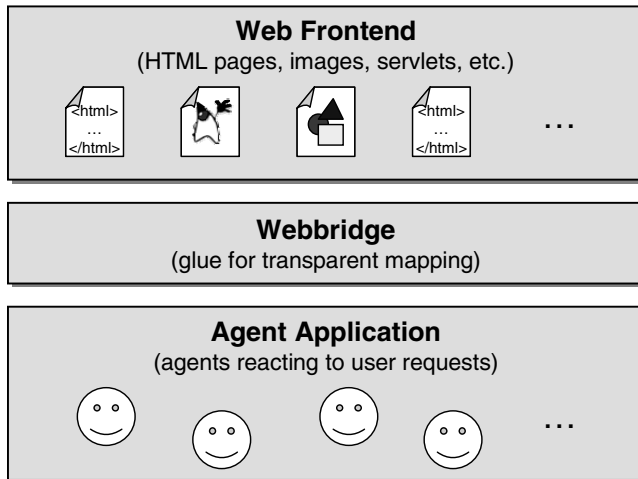 Web Frontend
(HTML pages, images, servlets, etc.)
<html>
…
</html>
<html>
…
</html>
...
Webbridge
(glue for transparent mapping)
Agent Application
(agents reacting to user requests)
...